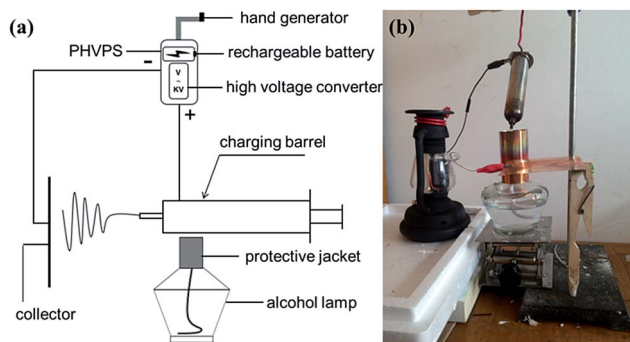 (a)
hand generator
PHVPS
rechargeable battery
-
V
~
KV
high voltage converter
+
charging barrel
protective jacket
alcohol lamp
collector
(b)